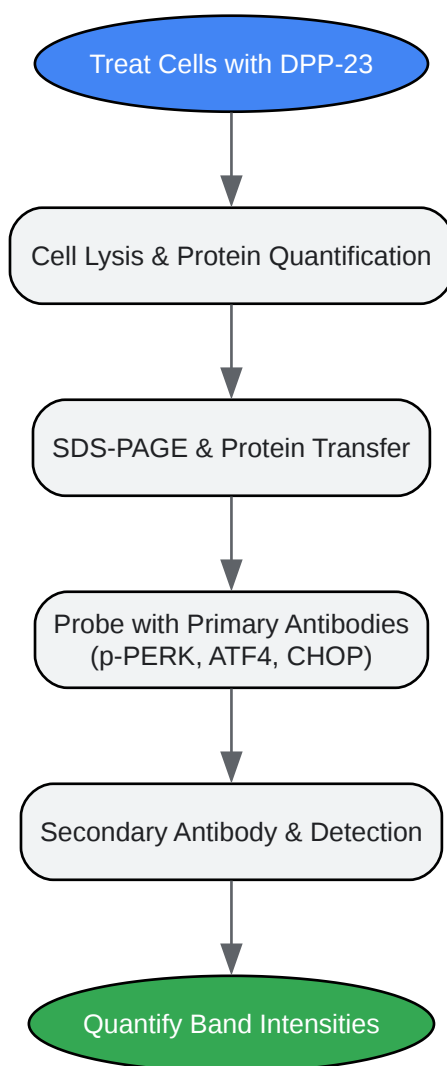 Treat Cells with DPP-23
Cell Lysis & Protein Quantification
SDS-PAGE & Protein Transfer
Probe with Primary Antibodies
(p-PERK, ATF4, CHOP)
Secondary Antibody & Detection
Quantify Band Intensities